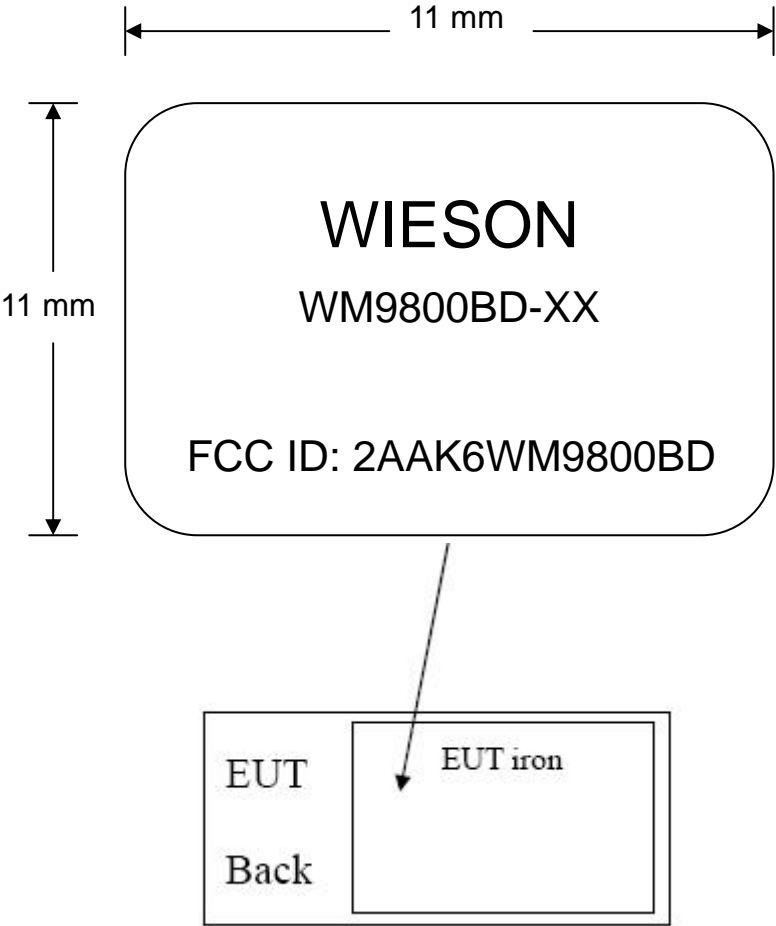 11 mm
11 mm
WIESON
WM9800BD-XX
FCC ID: 2AAK6WM9800BD
EUT
Back
EUT iron